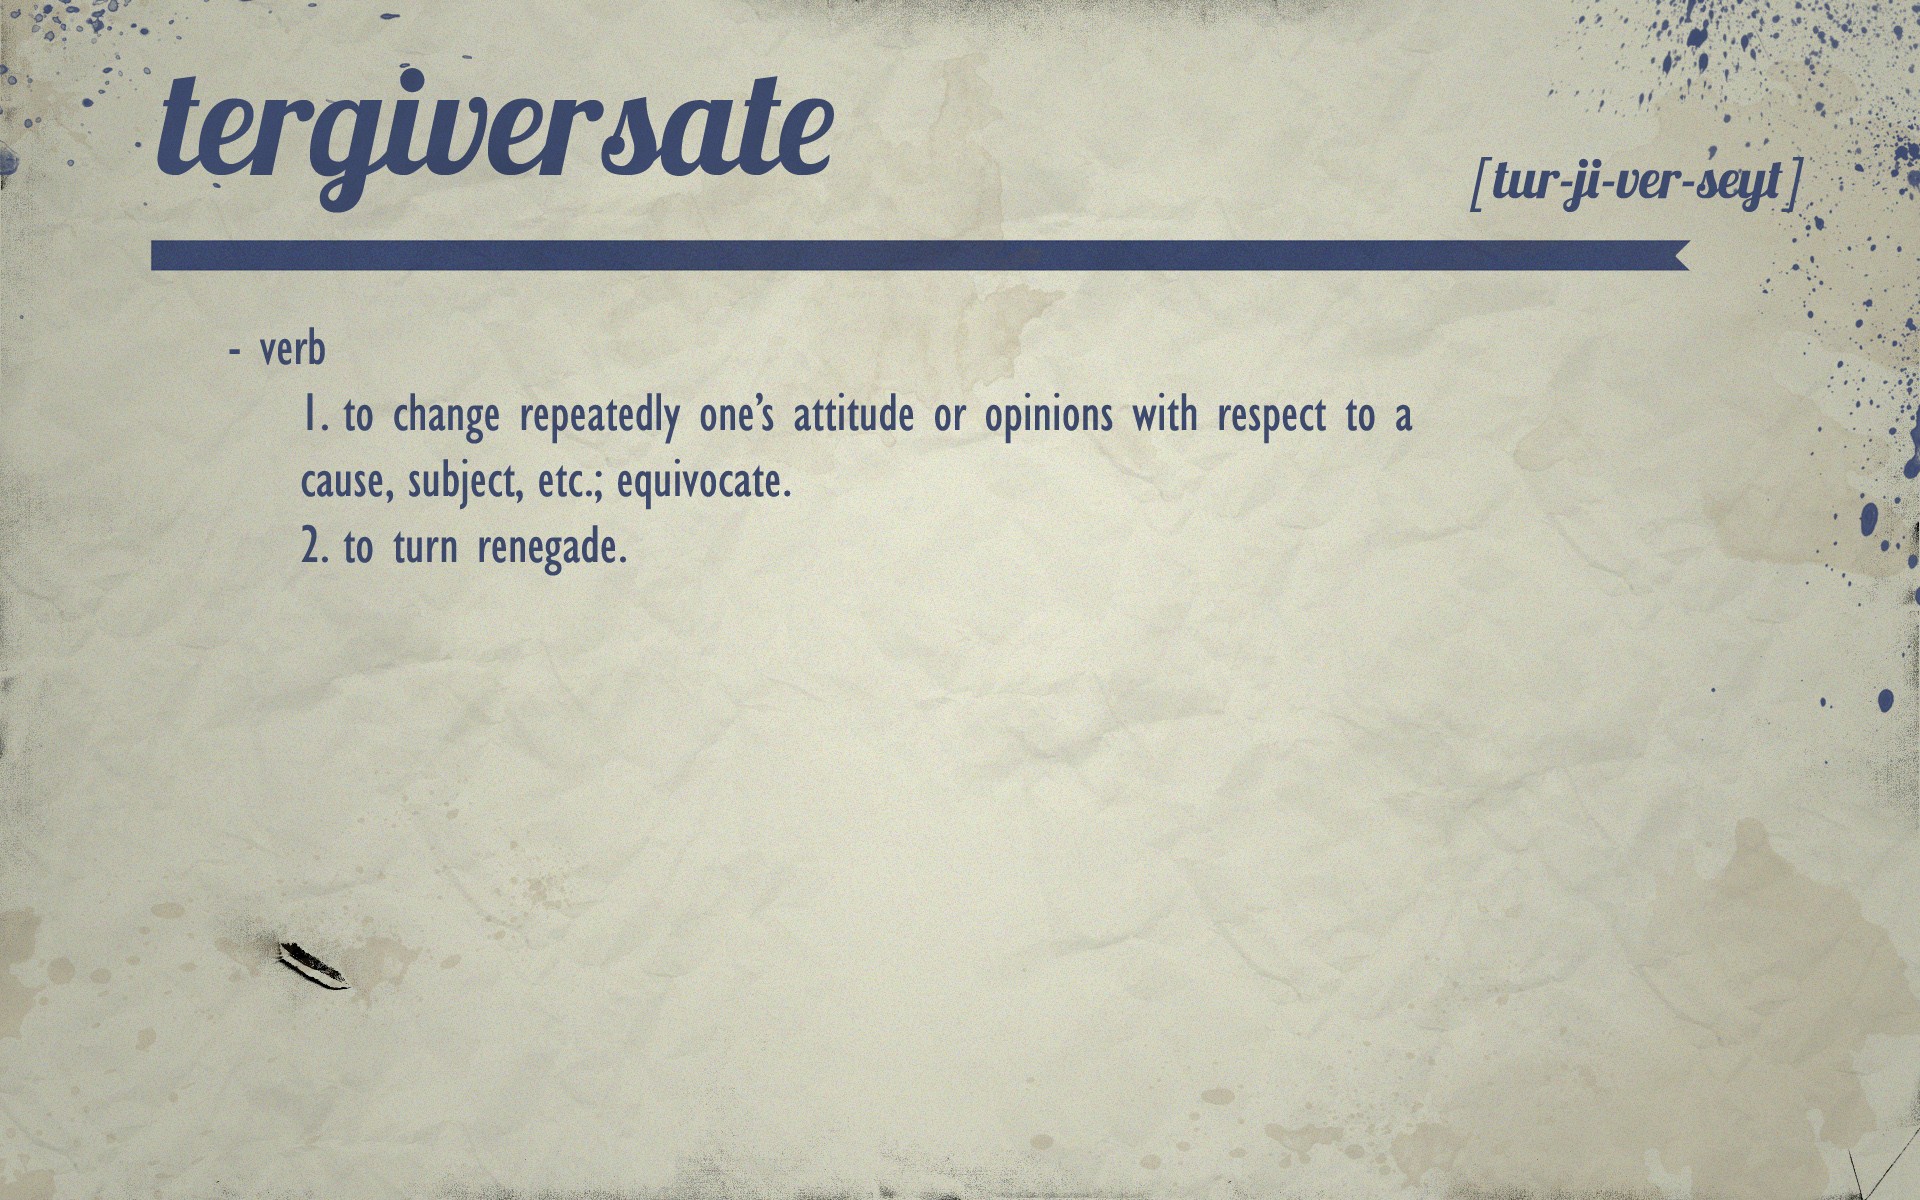 tergiversate
[tur-ji-ver-seyt]
- verb
1. to change repeatedly one's attitude or opinions with respect to a
cause, subject, etc.; equivocate.
2. to turn renegade.